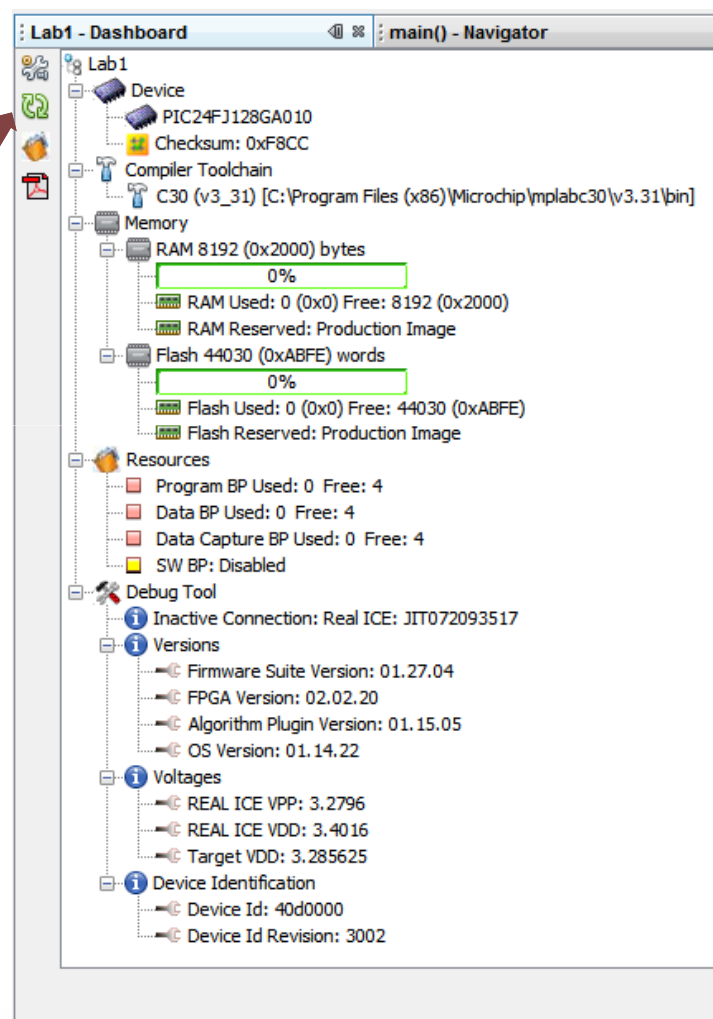 Lab1 - Dashboard
main() - Navigator
Lab1
Device
PIC24FJ128GA010
Checksum: 0xF8CC
Compiler Toolchain
C30 (v3_31) [C:\Program Files (x86)\Microchip\mplabc30\v3.31\bin]
Memory
RAM 8192 (0x2000) bytes
0%
RAM Used: 0 (0x0) Free: 8192 (0x2000)
RAM Reserved: Production Image
Flash 44030 (0xABFE) words
0%
Flash Used: 0 (0x0) Free: 44030 (0xABFE)
Flash Reserved: Production Image
Resources
Program BP Used: 0 Free: 4
Data BP Used: 0 Free: 4
Data Capture BP Used: 0 Free: 4
SW BP: Disabled
Debug Tool
Inactive Connection: Real ICE: JIT072093517
Versions
Firmware Suite Version: 01.27.04
FPGA Version: 02.02.20
Algorithm Plugin Version: 01.15.05
OS Version: 01.14.22
Voltages
REAL ICE VPP: 3.2796
REAL ICE VDD: 3.4016
Target VDD: 3.285625
Device Identification
Device Id: 40d0000
Device Id Revision: 3002